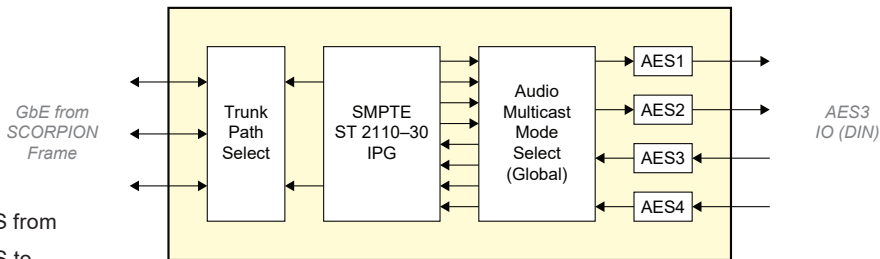 GbE from
SCORPION
Frame
Trunk
Path
Select
SMPTE
ST 2110–30
IPG
Audio
Multicast
Mode
Select
(Global)
AES1
AES2
AES3
AES4
AES3
IO (DIN)
S from
S to